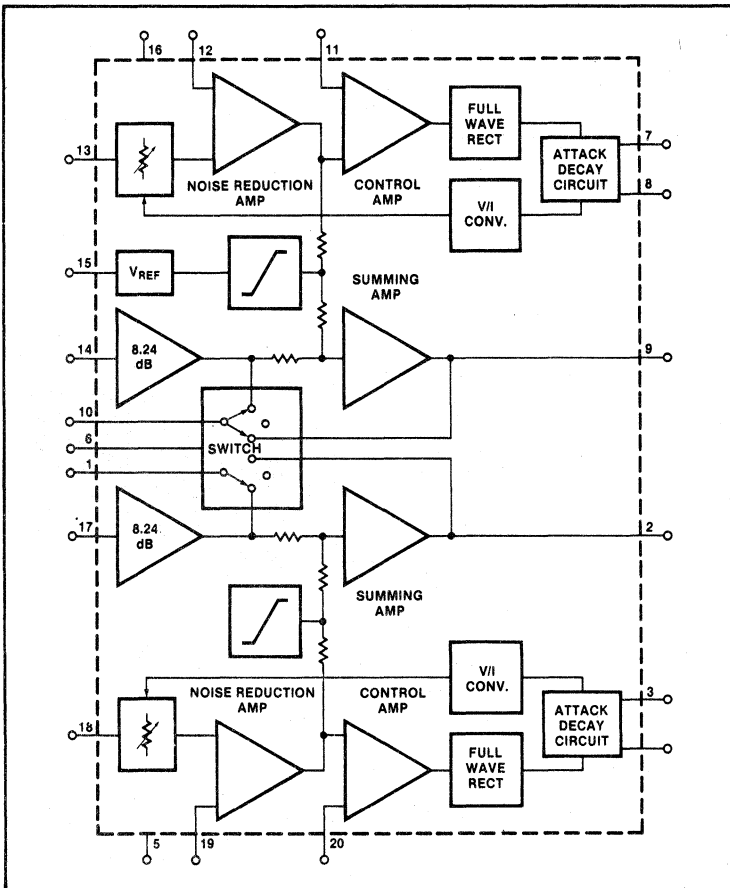 16
12
11
FULL
WAVE
RECT
7
13
ATTACK
DECAY
CIRCUIT
NOISE REDUCTION
AMP
CONTROL
AMP
V/I
CONV.
8
15
VREF
SUMMING
AMP
14
8.24
dB
9
10
6
SWITCH
1
17
8.24
dB
2
SUMMING
AMP
V/I
CONV.
NOISE REDUCTION
AMP
CONTROL
AMP
3
18
ATTACK
DECAY
CIRCUIT
FULL
WAVE
RECT
5
19
20